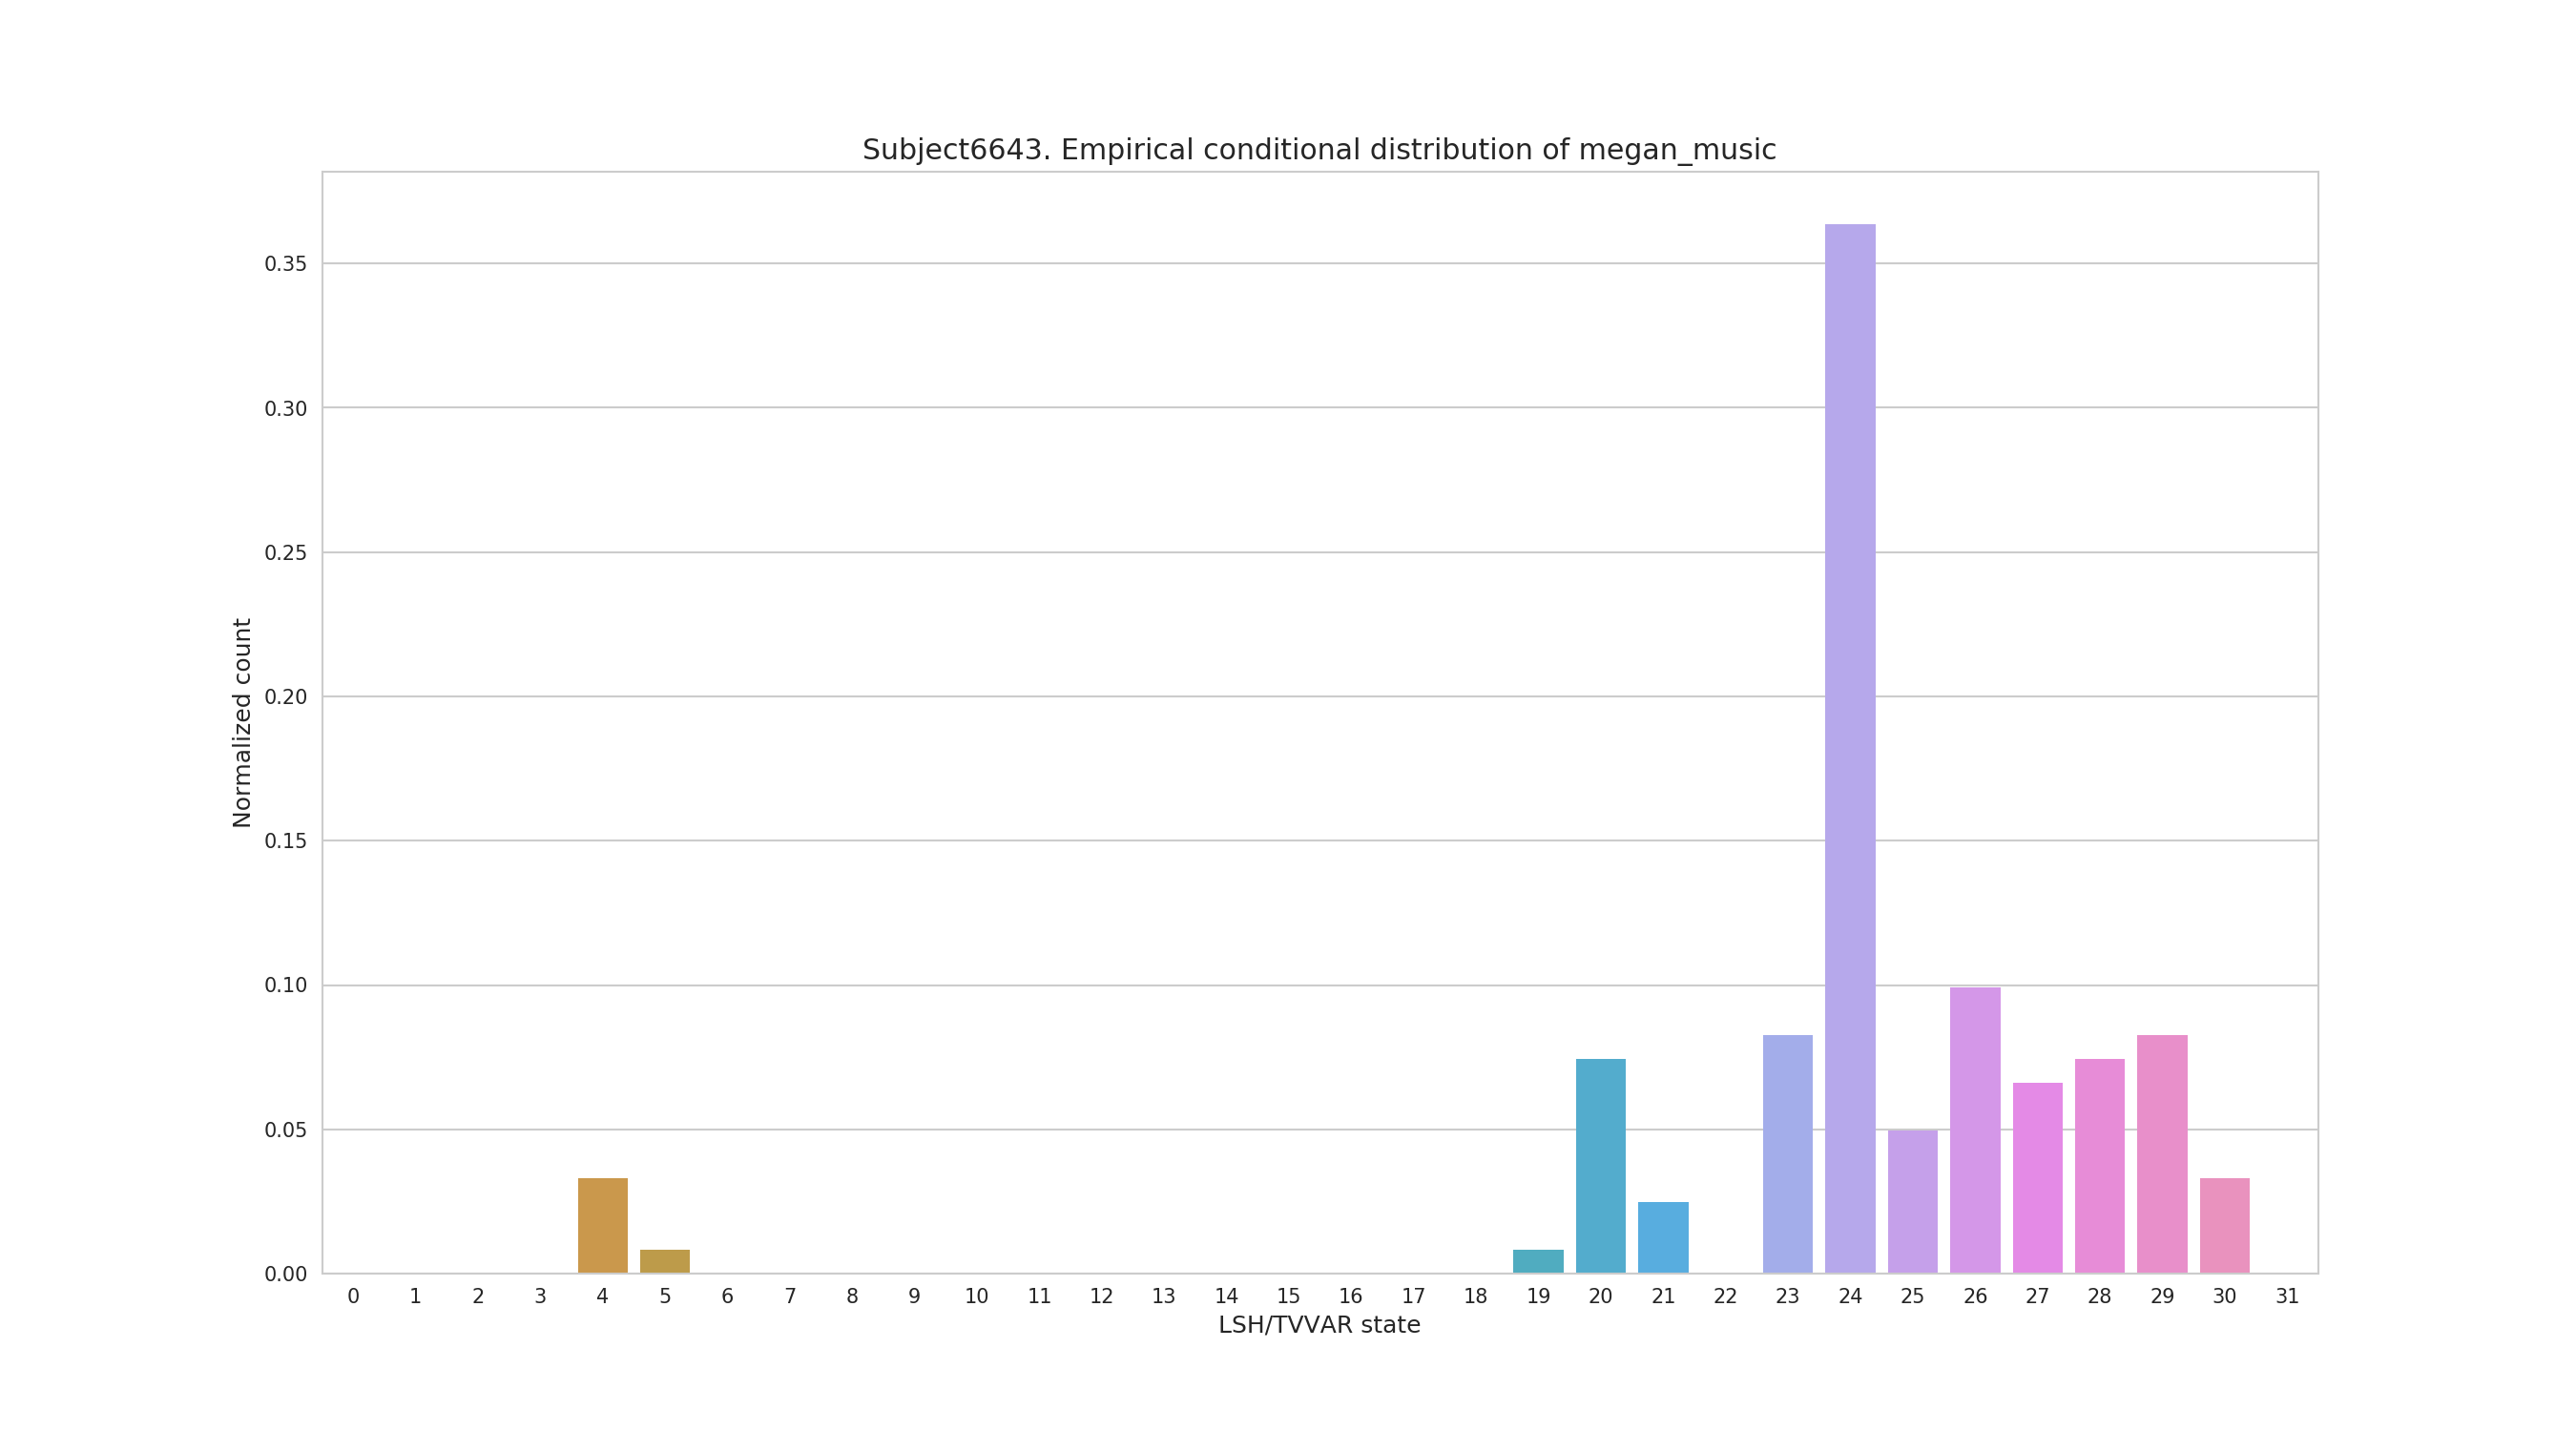 Subject6643. Empirical conditional distribution of megan_music
Normalized count
0.35
0.30
0.25
0.20
0.15
0.10
0.05
0.00
0 1 2 3 4 5 6 7 8 9 10 11 12 13 14 15 16 17 18 19 20 21 22 23 24 25 26 27 28 29 30 31
LSH/TVVAR state